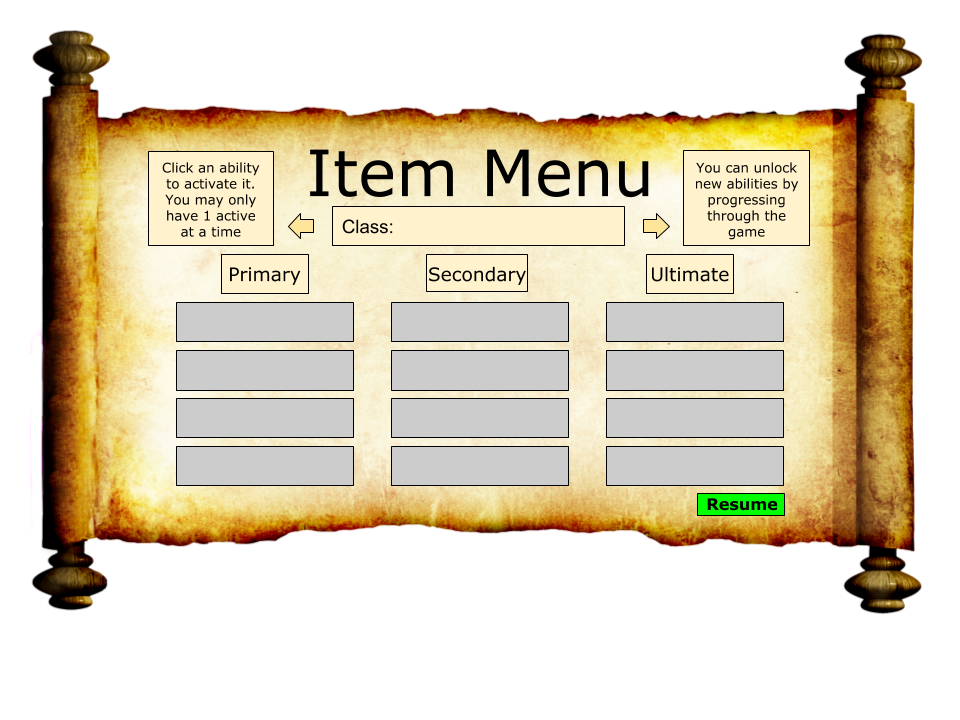 Item Menu
Click an ability
to activate it.
You may only
have 1 active
at a time
You can unlock
new abilities by
progressing
through the
game
Class:
Primary
Secondary
Ultimate
Resume